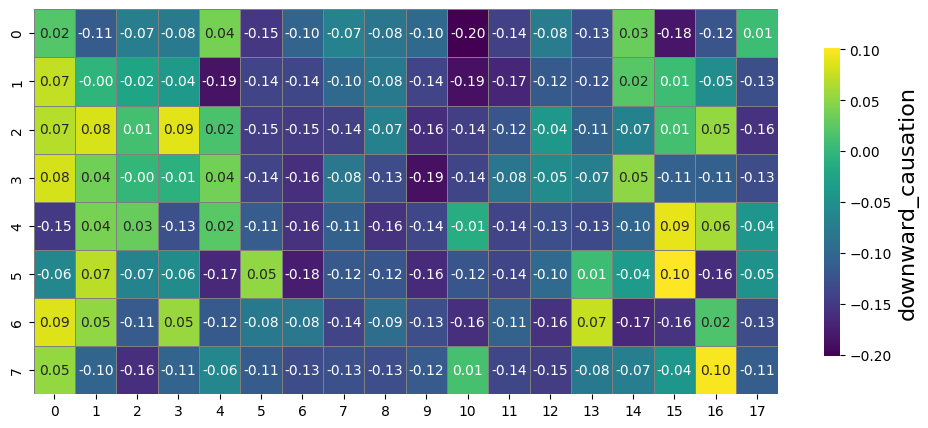 0 0.02 -0.11 -0.07 -0.08 0.04 -0.15 -0.10 -0.07 -0.08 -0.10 -0.20 -0.14 -0.08 -0.13 0.03 -0.18 -0.12 0.01
1 0.07 -0.00 -0.02 -0.04 -0.19 -0.14 -0.14 -0.10 -0.08 -0.14 -0.19 -0.17 -0.12 -0.12 0.02 0.01 -0.05 -0.13
2 0.07 0.08 0.01 0.09 0.02 -0.15 -0.15 -0.14 -0.07 -0.16 -0.14 -0.12 -0.04 -0.11 -0.07 0.01 0.05 -0.16
3 0.08 0.04 -0.00 -0.01 0.04 -0.14 -0.16 -0.08 -0.13 -0.19 -0.14 -0.08 -0.05 -0.07 0.05 -0.11 -0.11 -0.13
4 -0.15 0.04 0.03 -0.13 0.02 -0.11 -0.16 -0.11 -0.16 -0.14 -0.01 -0.14 -0.13 -0.13 -0.10 0.09 0.06 -0.04
5 -0.06 0.07 -0.07 -0.06 -0.17 0.05 -0.18 -0.12 -0.12 -0.16 -0.12 -0.14 -0.10 0.01 -0.04 0.10 -0.16 -0.05
6 0.09 0.05 -0.11 0.05 -0.12 -0.08 -0.08 -0.14 -0.09 -0.13 -0.16 -0.11 -0.16 0.07 -0.17 -0.16 0.02 -0.13
7 0.05 -0.10 -0.16 -0.11 -0.06 -0.11 -0.13 -0.13 -0.13 -0.12 0.01 -0.14 -0.15 -0.08 -0.07 -0.04 0.10 -0.11
0 1 2 3 4 5 6 7 8 9 10 11 12 13 14 15 16 17
0.10
0.05
0.00
−0.05
−0.10
−0.15
−0.20
downward_causation